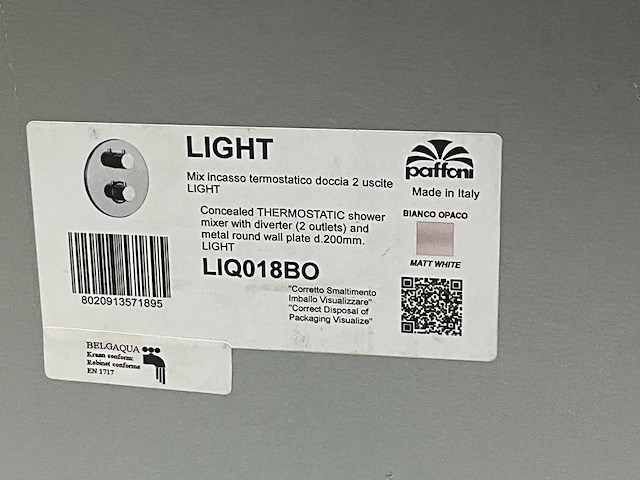 LIGHT
Mix incasso termostatico doccia 2 uscite
LIGHT
Concealed THERMOSTATIC shower
mixer with diverter (2 outlets) and
metal round wall plate d.200mm.
LIGHT
LIQ018BO
"Corretto Smaltimento
Imballo Visualizzare"
"Correct Disposal of
Packaging Visualize"
paffoni
Made in Italy
BIANCO OPACO
MATT WHITE
8020913571895
BELGAQUA
Kraan conform:
Robinet conforme
EN 1717